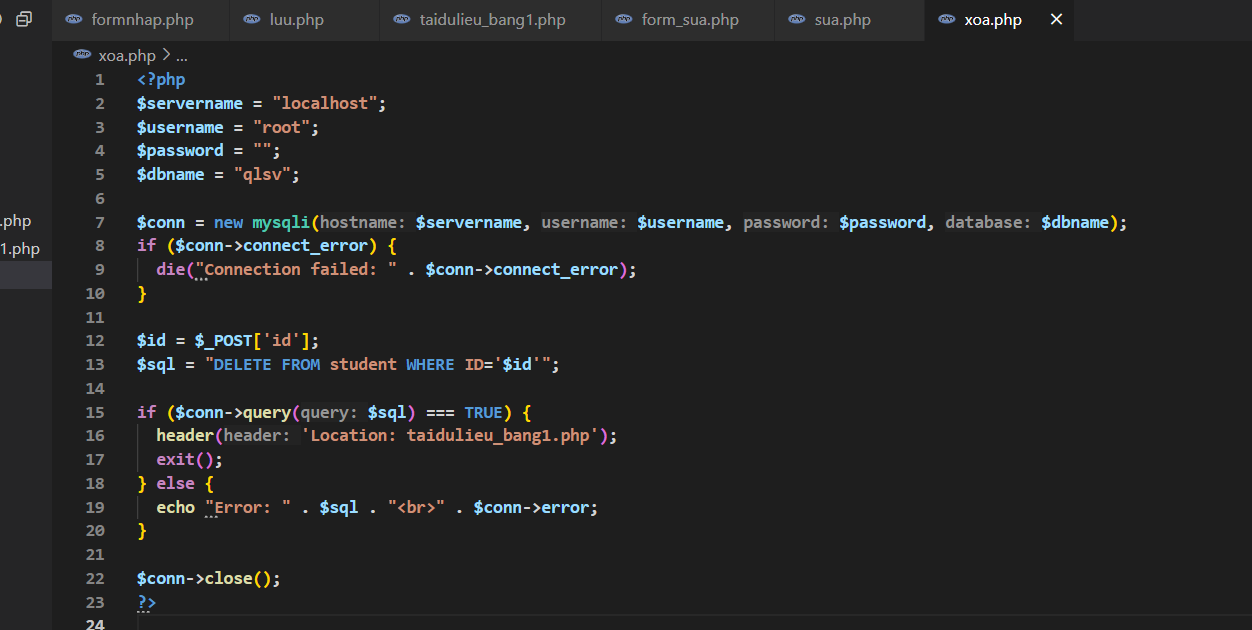 formnhap.php luu.php taidulieu_bang1.php form_sua.php sua.php xoa.php
xoa.php > ...
1 <?php
2 $servername = "localhost";
3 $username = "root";
4 $password = "";
5 $dbname = "qlsv";
6
7 $conn = new mysqli(hostname: $servername, username: $username, password: $password, database: $dbname);
8 if ($conn->connect_error) {
9 die("Connection failed: " . $conn->connect_error);
10 }
11
12 $id = $_POST['id'];
13 $sql = "DELETE FROM student WHERE ID='$id'";
14
15 if ($conn->query(query: $sql) === TRUE) {
16 header(header: 'Location: taidulieu_bang1.php');
17 exit();
18 } else {
19 echo "Error: " . $sql . "<br>" . $conn->error;
20 }
21
22 $conn->close();
23 ?>
24
.php
1.php